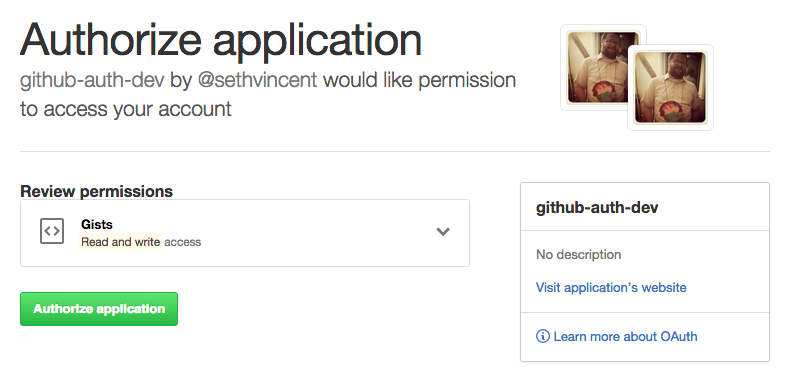 Authorize application
github-auth-dev by @sethvincent would like permission
to access your account
Review permissions
Gists
Read and write access
Authorize application
github-auth-dev
No description
Visit application's website
Learn more about OAuth